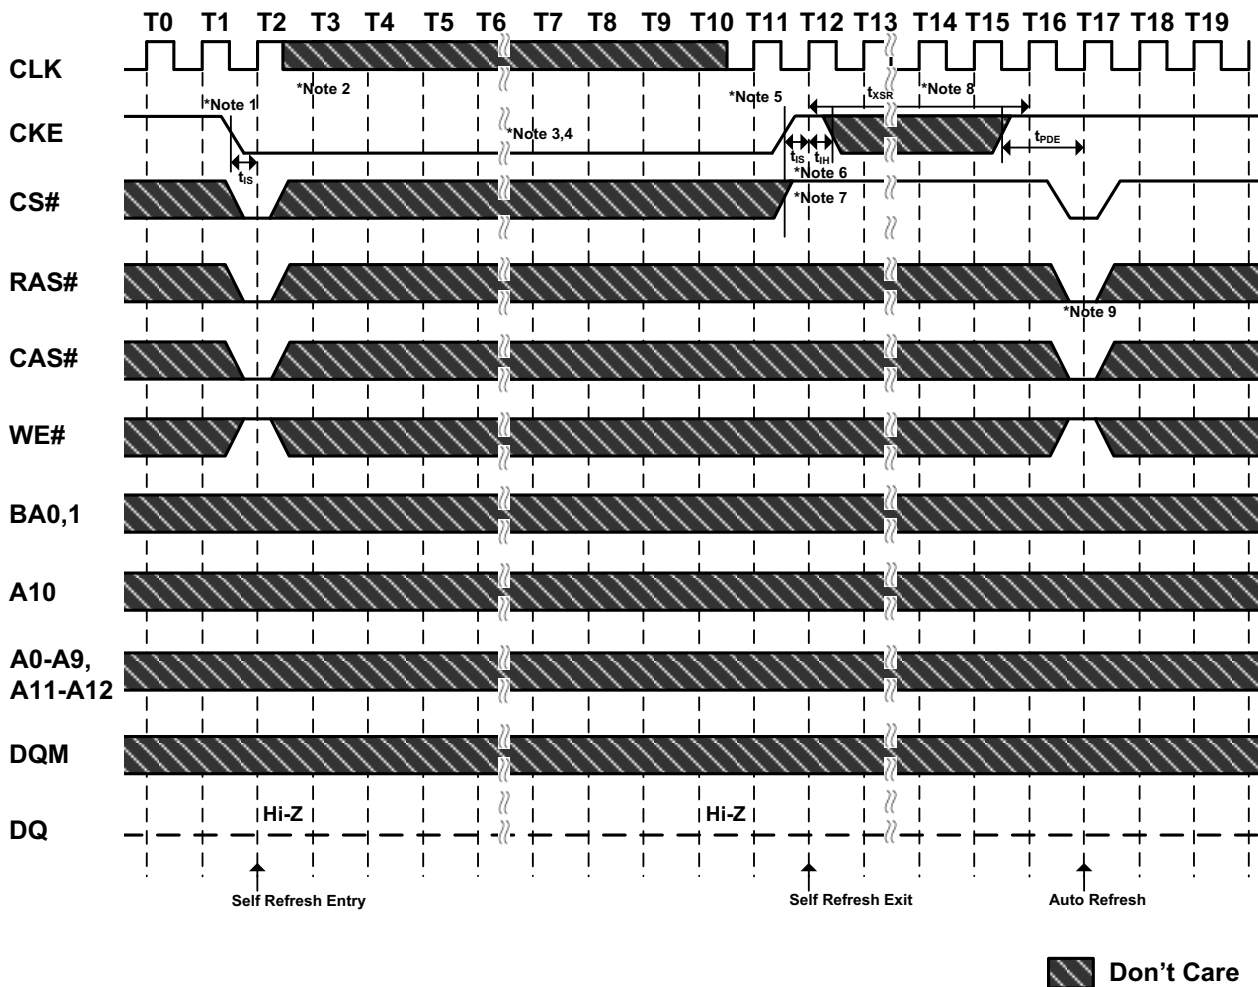 T0 T1 T2 T3 T4 T5 T6 T7 T8 T9 T10 T11 T12 T13 T14 T15 T16 T17 T18 T19
CLK
*Note 2 *Note 5 tXSR *Note 8
*Note 1
CKE *Note 3,4 tPDE
tIS tIS tIH
*Note 6
CS# *Note 7
RAS#
*Note 9
CAS#
WE#
BA0,1
A10
A0-A9,
A11-A12
DQM
Hi-Z Hi-Z
DQ
Self Refresh Entry Self Refresh Exit Auto Refresh
Don't Care